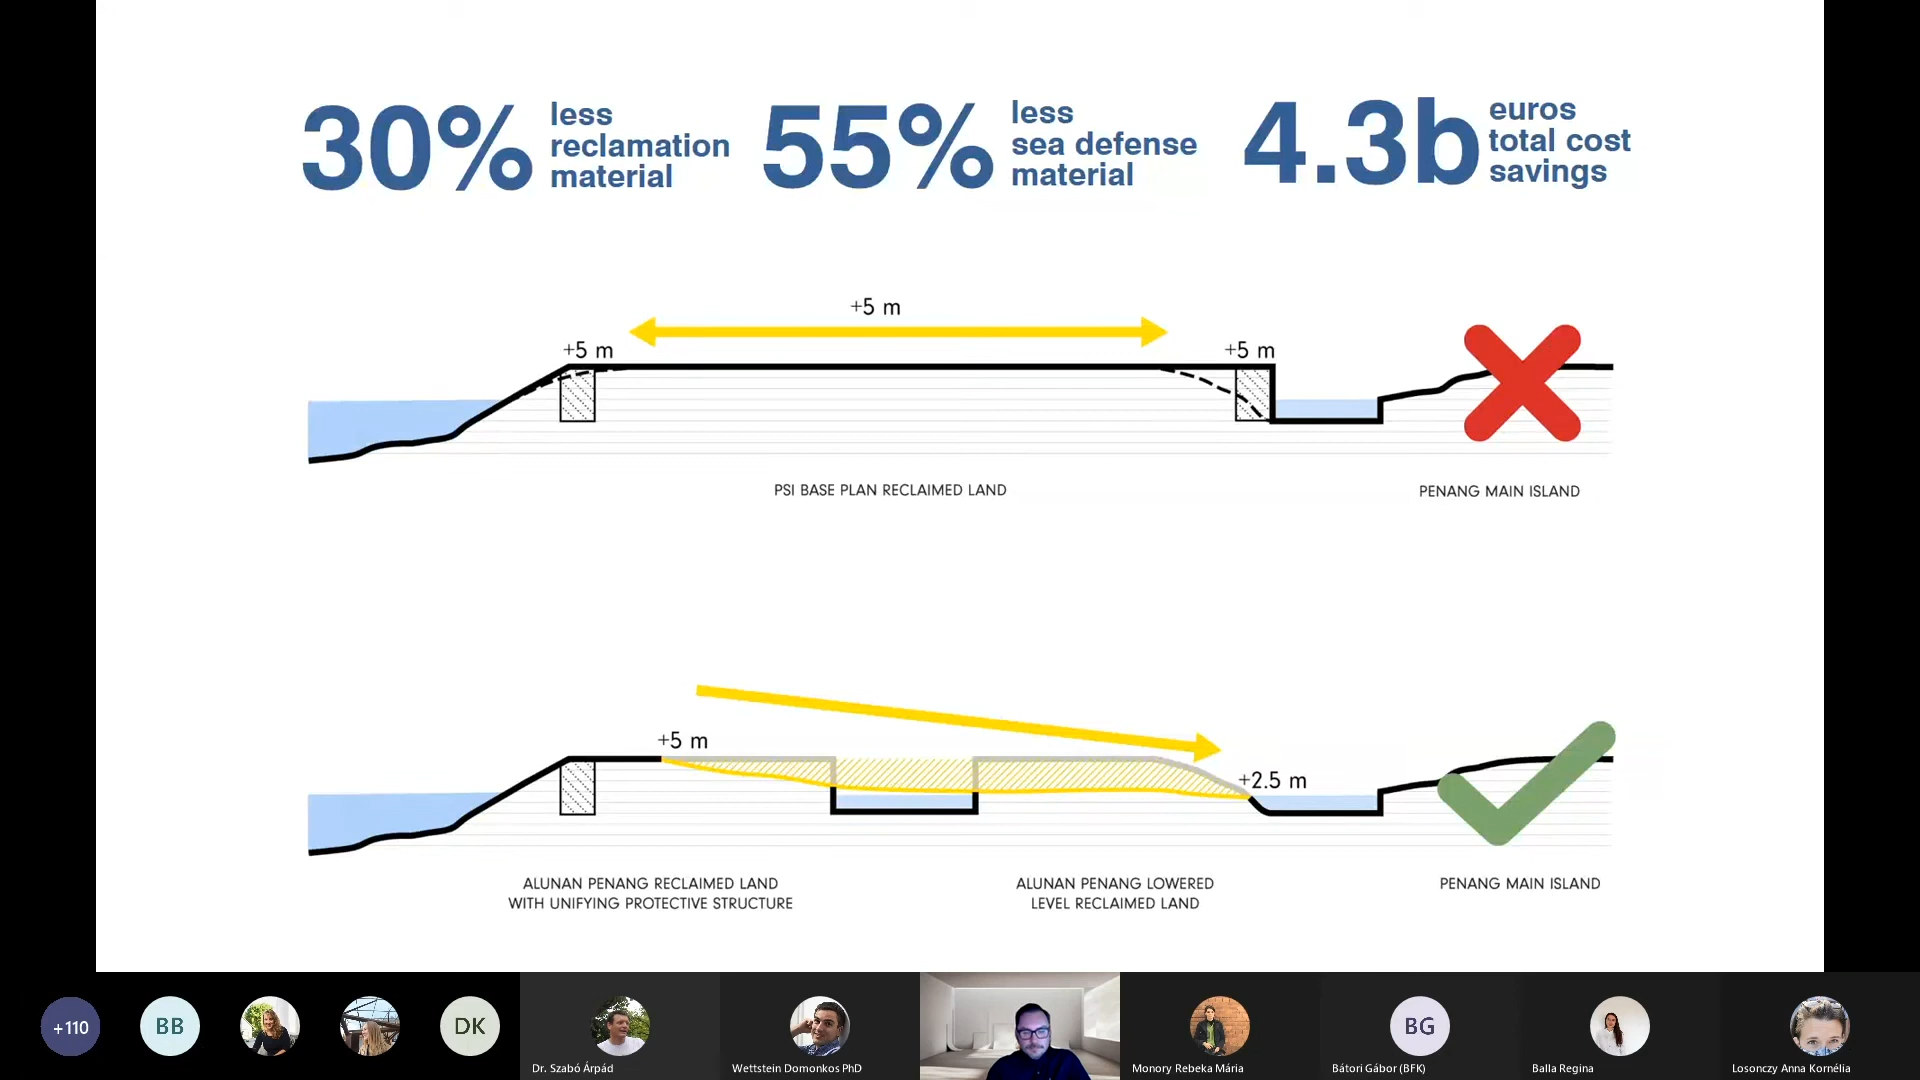 30% less
reclamation
material
55% less
sea defense
material
4.3b euros
total cost
savings
+5 m
+5 m
+5 m
PSI BASE PLAN RECLAIMED LAND
PENANG MAIN ISLAND
+5 m
+2.5 m
ALUNAN PENANG RECLAIMED LAND
WITH UNIFYING PROTECTIVE STRUCTURE
ALUNAN PENANG LOWERED
LEVEL RECLAIMED LAND
PENANG MAIN ISLAND
+110
BB
DK
BG
Dr. Szabó Árpád
Wettstein Domonkos PhD
Monory Rebeka Mária
Bátori Gábor (BFK)
Balla Regina
Losonczy Anna Kornélia